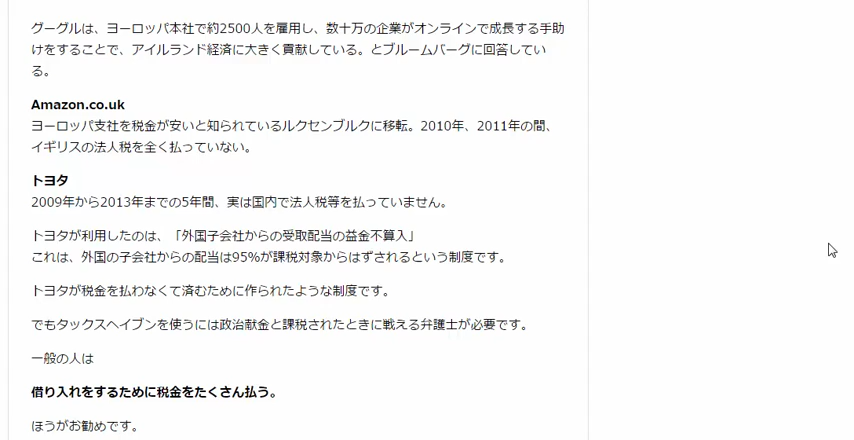 グーグルは、ヨーロッパ本社で約2500人を雇用し、数十万の企業がオンラインで成長する手助
けをすることで、アイルランド経済に大きく貢献している。とブルームバーグに回答してい
る。
Amazon.co.uk
ヨーロッパ支社を税金が安いと知られているルクセンブルクに移転。2010年、2011年の間、
イギリスの法人税を全く払っていない。
トヨタ
2009年から2013年までの5年間、実は国内で法人税等を払っていません。
トヨタが利用したのは、「外国子会社からの受取配当の益金不算入」
これは、外国の子会社からの配当は95%が課税対象からはずされるという制度です。
トヨタが税金を払わなくて済むために作られたような制度です。
でもタックスヘイブンを使うには政治献金と課税されたときに戦える弁護士が必要です。
一般の人は
借り入れをするために税金をたくさん払う。
ほうがお勧めです。